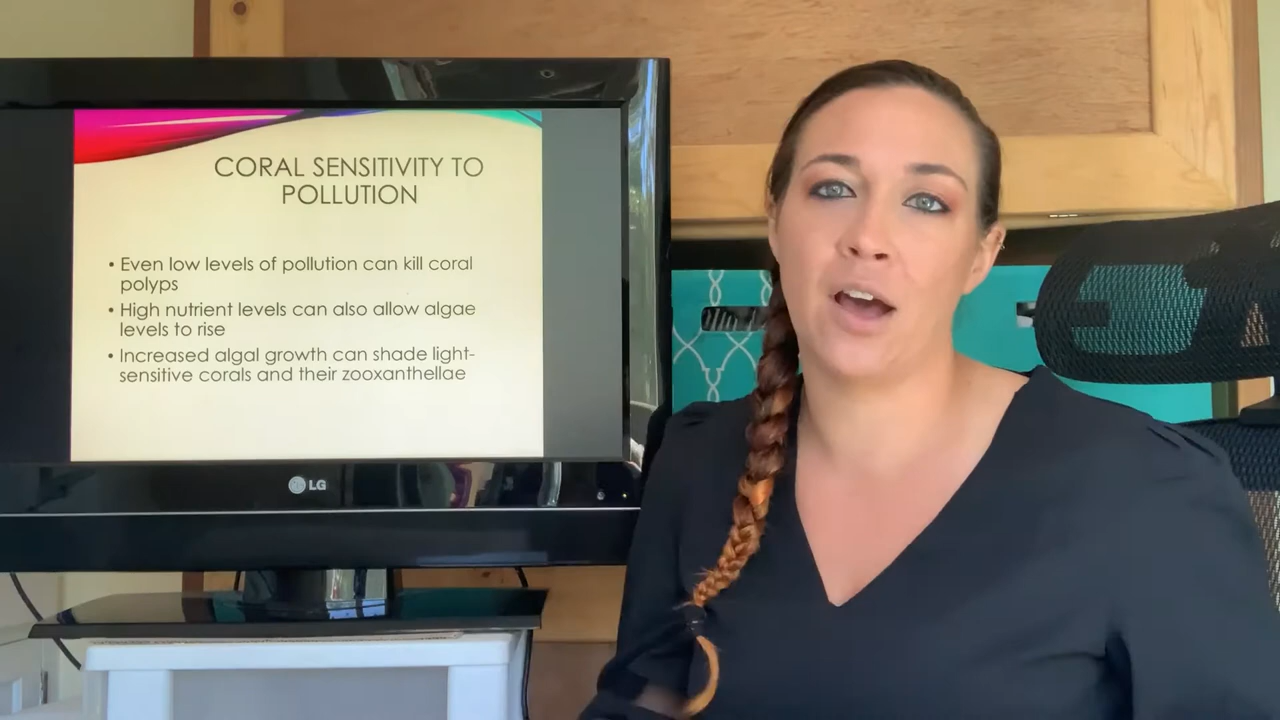 CORAL SENSITIVITY TO
POLLUTION
• Even low levels of pollution can kill coral
polyps
• High nutrient levels can also allow algae
levels to rise
• Increased algal growth can shade light-
sensitive corals and their zooxanthellae
LG